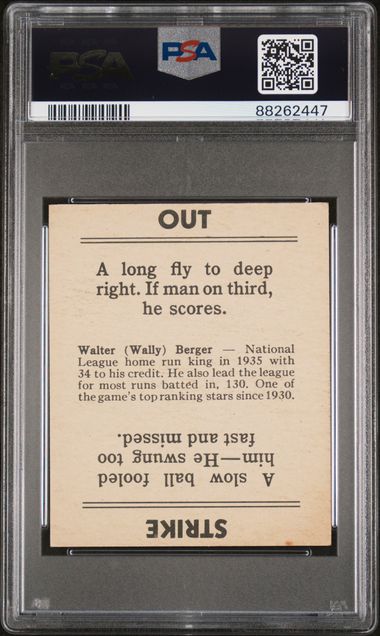 PSA
PSA
88262447
OUT
A long fly to deep
right. If man on third,
he scores.
Walter (Wally) Berger — National
League home run king in 1935 with
34 to his credit. He also lead the league
for most runs batted in, 130. One of
the game's top ranking stars since 1930.
STRIKE
A slow ball fooled
him—He swung too
fast and missed.